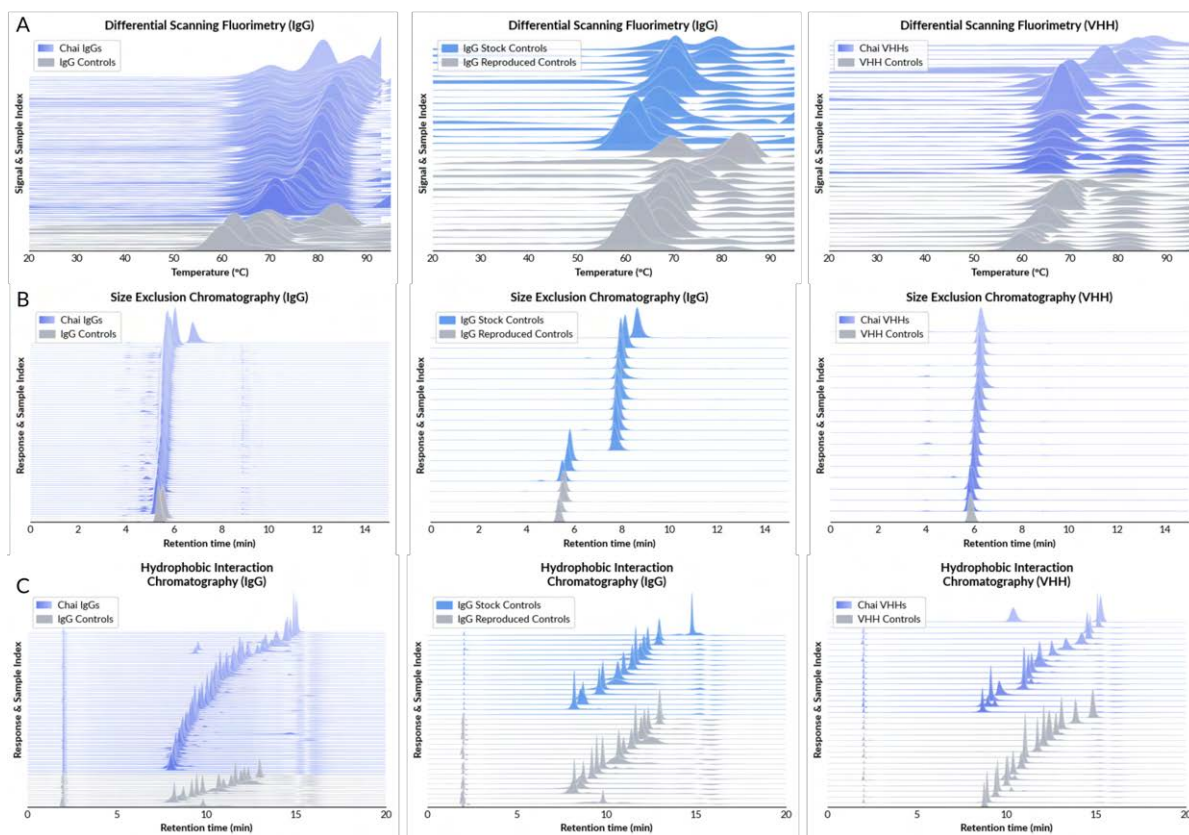 A
Differential Scanning Fluorimetry (IgG)
Chai IgGs
IgG Controls
Signal & Sample Index
20 30 40 50 60 70 80 90
Temperature (°C)
Differential Scanning Fluorimetry (IgG)
IgG Stock Controls
IgG Reproduced Controls
Signal & Sample Index
20 30 40 50 60 70 80 90
Temperature (°C)
Differential Scanning Fluorimetry (VHH)
Chai VHHs
VHH Controls
Signal & Sample Index
20 30 40 50 60 70 80 90
Temperature (°C)
B
Size Exclusion Chromatography (IgG)
Chai IgGs
IgG Controls
Response & Sample Index
0 2 4 6 8 10 12 14
Retention time (min)
Size Exclusion Chromatography (IgG)
IgG Stock Controls
IgG Reproduced Controls
Response & Sample Index
0 2 4 6 8 10 12 14
Retention time (min)
Size Exclusion Chromatography (VHH)
Chai VHHs
VHH Controls
Response & Sample Index
0 2 4 6 8 10 12 14
Retention time (min)
C
Hydrophobic Interaction
Chromatography (IgG)
Chai IgGs
IgG Controls
Response & Sample Index
0 5 10 15 20
Retention time (min)
Hydrophobic Interaction
Chromatography (IgG)
IgG Stock Controls
IgG Reproduced Controls
Response & Sample Index
0 5 10 15 20
Retention time (min)
Hydrophobic Interaction
Chromatography (VHH)
Chai VHHs
VHH Controls
Response & Sample Index
0 5 10 15 20
Retention time (min)